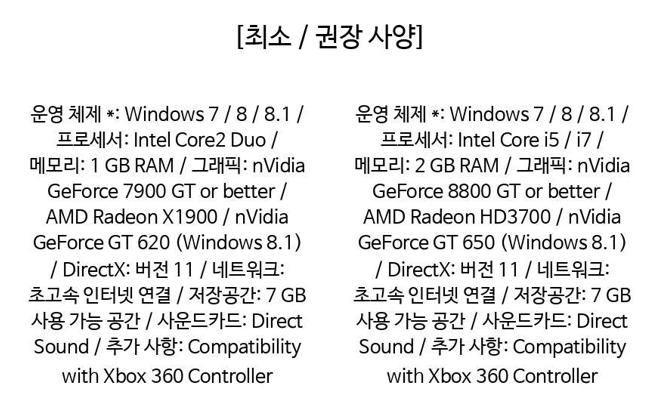 [최소 / 권장 사양]
운영 체제 *: Windows 7 / 8 / 8.1 /
프로세서: Intel Core2 Duo /
메모리: 1 GB RAM / 그래픽: nVidia
GeForce 7900 GT or better /
AMD Radeon X1900 / nVidia
GeForce GT 620 (Windows 8.1)
/ DirectX: 버전 11 / 네트워크:
초고속 인터넷 연결 / 저장공간: 7 GB
사용 가능 공간 / 사운드카드: Direct
Sound / 추가 사항: Compatibility
with Xbox 360 Controller
운영 체제 *: Windows 7 / 8 / 8.1 /
프로세서: Intel Core i5 / i7 /
메모리: 2 GB RAM / 그래픽: nVidia
GeForce 8800 GT or better /
AMD Radeon HD3700 / nVidia
GeForce GT 650 (Windows 8.1)
/ DirectX: 버전 11 / 네트워크:
초고속 인터넷 연결 / 저장공간: 7 GB
사용 가능 공간 / 사운드카드: Direct
Sound / 추가 사항: Compatibility
with Xbox 360 Controller